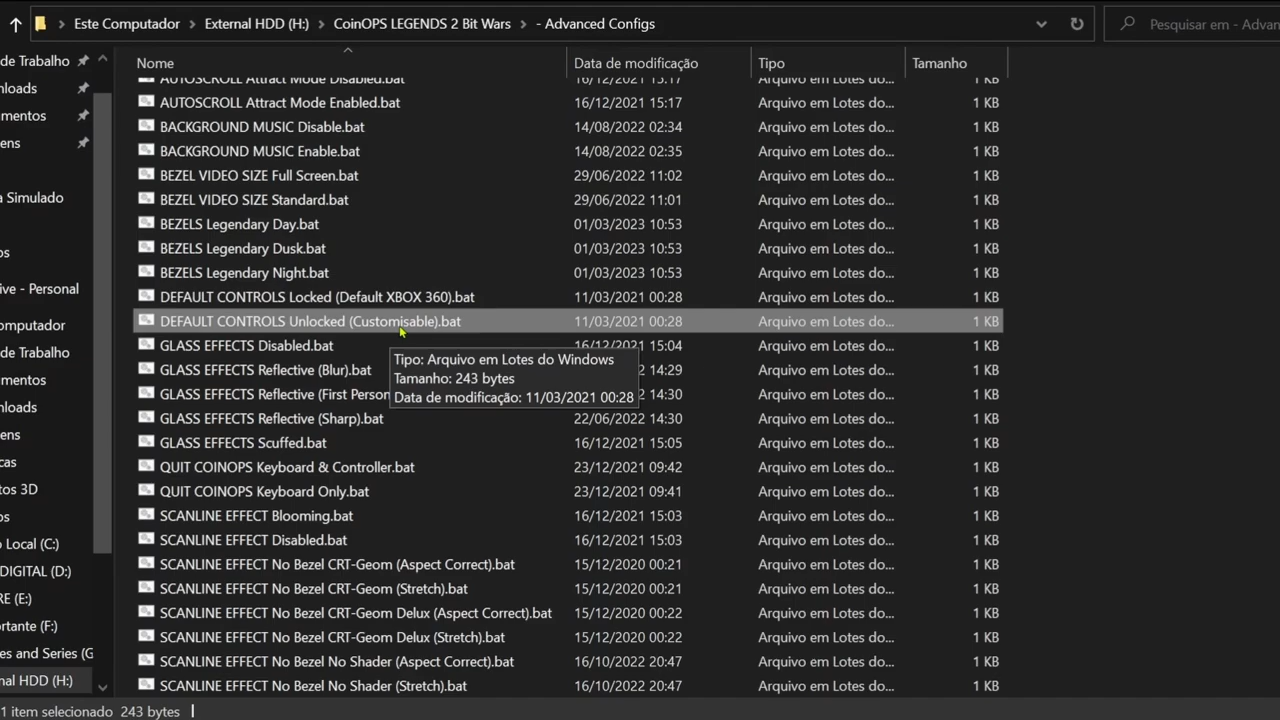 Este Computador > External HDD (H:) > CoinOPS LEGENDS 2 Bit Wars > - Advanced Configs
Pesquisar em - Advan
de Trabalho
nloads
mentos
ens
a Simulado
os
ive - Personal
omputador
de Trabalho
mentos
ownloads
ens
cas
tos 3D
os
o Local (C:)
DIGITAL (D:)
RE (E:)
portante (F:)
es and Series (G
nal HDD (H:)
Nome Data de modificação Tipo Tamanho
AUTOSCROLL Attract Mode Disabled.bat 16/12/2021 15:17
AUTOSCROLL Attract Mode Enabled.bat 16/12/2021 15:17 Arquivo em Lotes do... 1 KB
BACKGROUND MUSIC Disable.bat 14/08/2022 02:34 Arquivo em Lotes do... 1 KB
BACKGROUND MUSIC Enable.bat 14/08/2022 02:35 Arquivo em Lotes do... 1 KB
BEZEL VIDEO SIZE Full Screen.bat 29/06/2022 11:02 Arquivo em Lotes do... 1 KB
BEZEL VIDEO SIZE Standard.bat 29/06/2022 11:01 Arquivo em Lotes do... 1 KB
BEZELS Legendary Day.bat 01/03/2023 10:53 Arquivo em Lotes do... 1 KB
BEZELS Legendary Dusk.bat 01/03/2023 10:53 Arquivo em Lotes do... 1 KB
BEZELS Legendary Night.bat 01/03/2023 10:53 Arquivo em Lotes do... 1 KB
DEFAULT CONTROLS Locked (Default XBOX 360).bat 11/03/2021 00:28 Arquivo em Lotes do... 1 KB
DEFAULT CONTROLS Unlocked (Customisable).bat 11/03/2021 00:28 Arquivo em Lotes do... 1 KB
GLASS EFFECTS Disabled.bat 16/12/2021 15:04 Arquivo em Lotes do... 1 KB
GLASS EFFECTS Reflective (Blur).bat 14:29 Arquivo em Lotes do... 1 KB
GLASS EFFECTS Reflective (First Person 14:30 Arquivo em Lotes do... 1 KB
GLASS EFFECTS Reflective (Sharp).bat 22/06/2022 14:30 Arquivo em Lotes do... 1 KB
GLASS EFFECTS Scuffed.bat 16/12/2021 15:05 Arquivo em Lotes do... 1 KB
QUIT COINOPS Keyboard & Controller.bat 23/12/2021 09:42 Arquivo em Lotes do... 1 KB
QUIT COINOPS Keyboard Only.bat 23/12/2021 09:41 Arquivo em Lotes do... 1 KB
SCANLINE EFFECT Blooming.bat 16/12/2021 15:03 Arquivo em Lotes do... 1 KB
SCANLINE EFFECT Disabled.bat 16/12/2021 15:03 Arquivo em Lotes do... 1 KB
SCANLINE EFFECT No Bezel CRT-Geom (Aspect Correct).bat 15/12/2020 00:21 Arquivo em Lotes do... 1 KB
SCANLINE EFFECT No Bezel CRT-Geom (Stretch).bat 15/12/2020 00:21 Arquivo em Lotes do... 1 KB
SCANLINE EFFECT No Bezel CRT-Geom Delux (Aspect Correct).bat 15/12/2020 00:22 Arquivo em Lotes do... 1 KB
SCANLINE EFFECT No Bezel CRT-Geom Delux (Stretch).bat 15/12/2020 00:22 Arquivo em Lotes do... 1 KB
SCANLINE EFFECT No Bezel No Shader (Aspect Correct).bat 16/10/2022 20:47 Arquivo em Lotes do... 1 KB
SCANLINE EFFECT No Bezel No Shader (Stretch).bat 16/10/2022 20:47 Arquivo em Lotes do... 1 KB
Tipo: Arquivo em Lotes do Windows
Tamanho: 243 bytes
Data de modificação: 11/03/2021 00:28
1 item selecionado 243 bytes